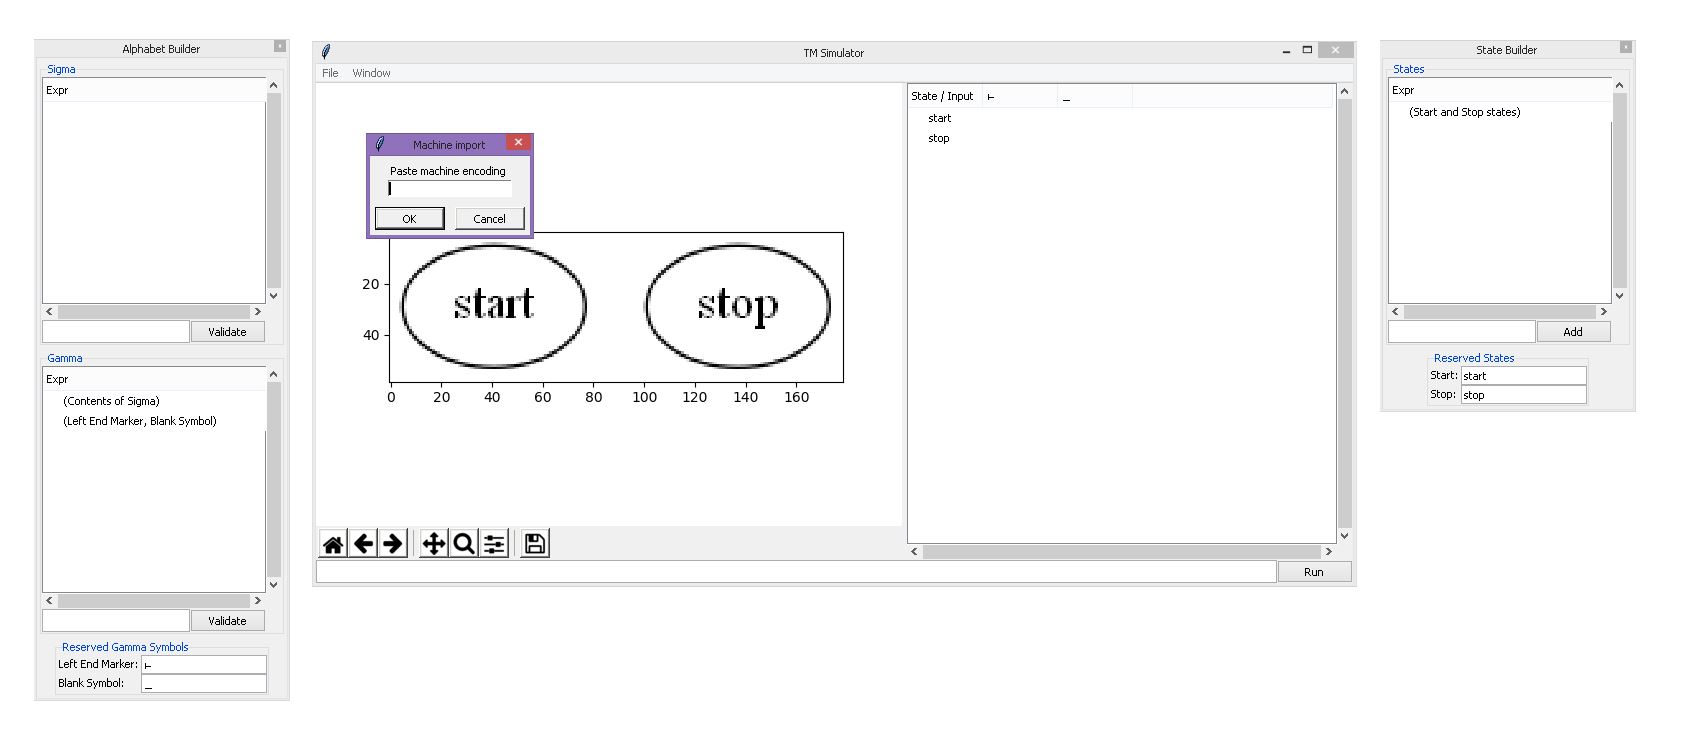 Alphabet Builder
Sigma
Expr
Validate
Gamma
Expr
(Contents of Sigma)
(Left End Marker, Blank Symbol)
Validate
Reserved Gamma Symbols
Left End Marker: ⊢
Blank Symbol: _
TM Simulator
File Window
Machine import
Paste machine encoding
OK Cancel
start stop
20
40
0 20 40 60 80 100 120 140 160
State / Input ⊢ _
start
stop
Run
State Builder
States
Expr
(Start and Stop states)
Add
Reserved States
Start: start
Stop: stop